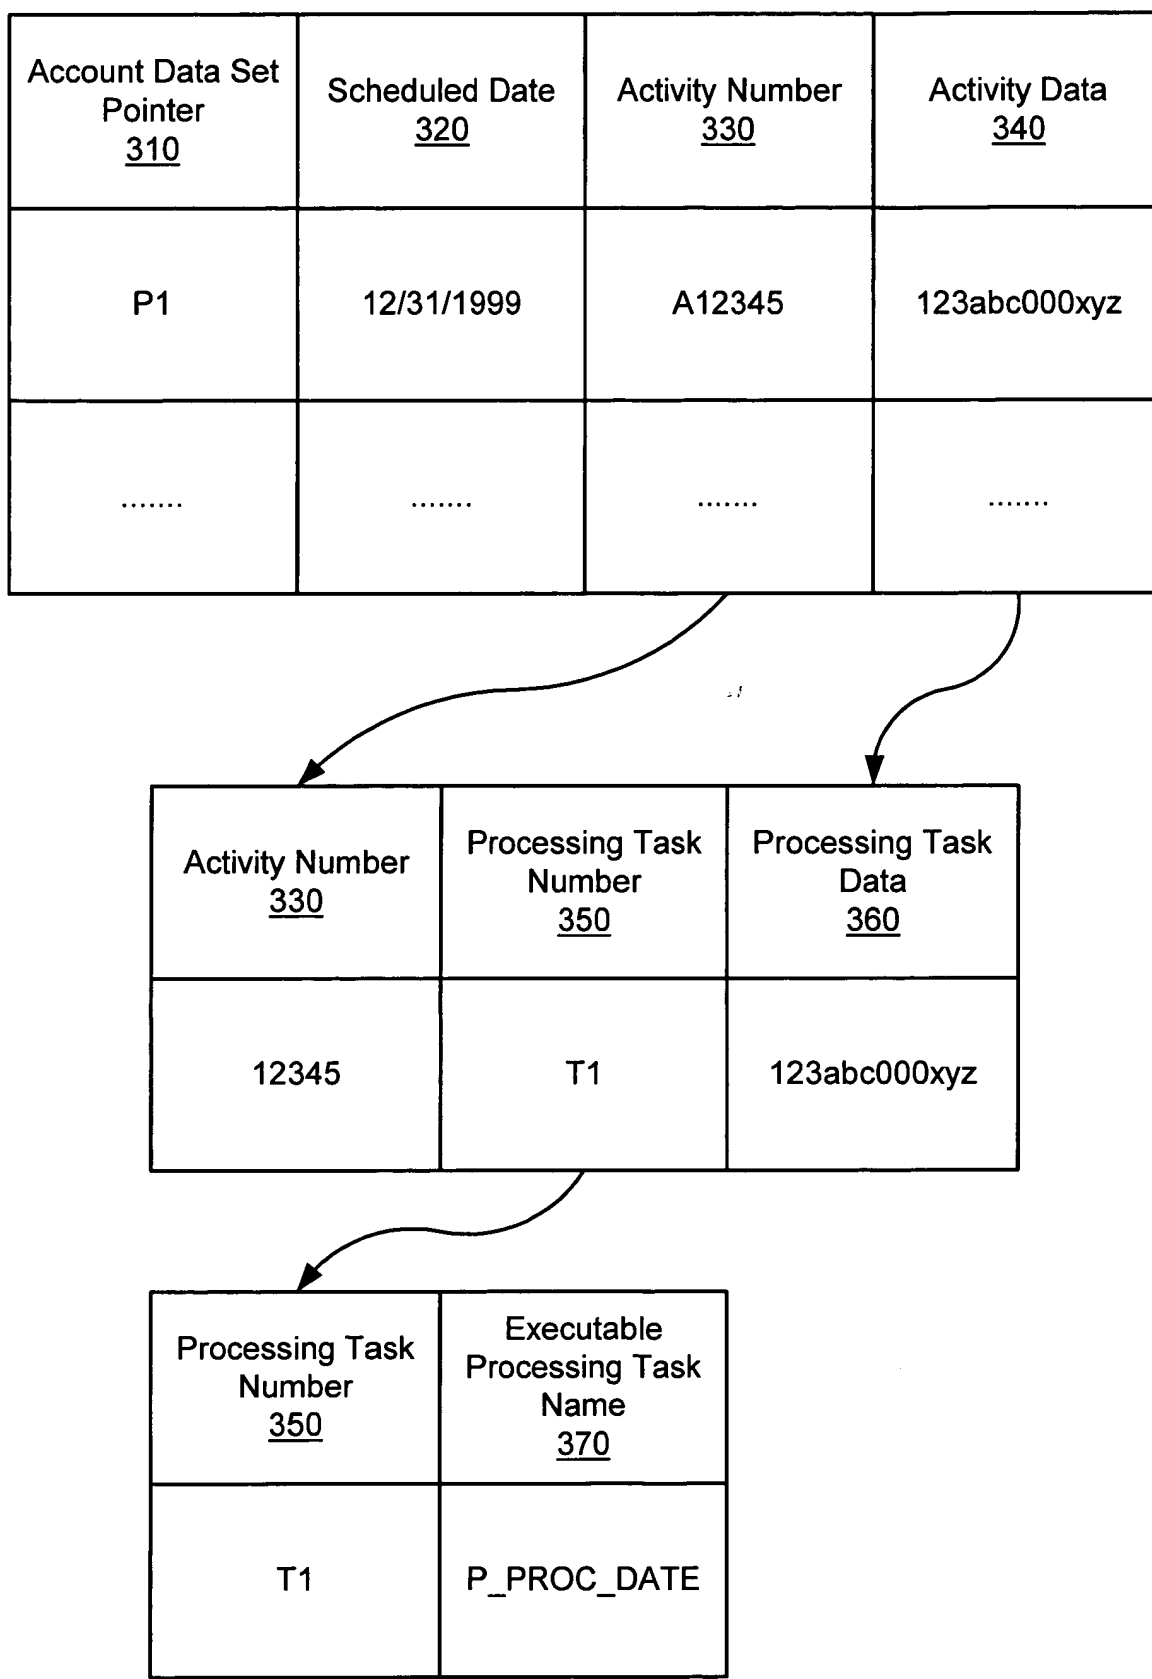 Account Data Set
Pointer
310
Scheduled Date
320
Activity Number
330
Activity Data
340
P1
12/31/1999
A12345
123abc000xyz
.......
.......
.......
.......
Activity Number
330
Processing Task
Number
350
Processing Task
Data
360
12345
T1
123abc000xyz
Processing Task
Number
350
Executable
Processing Task
Name
370
T1
P_PROC_DATE